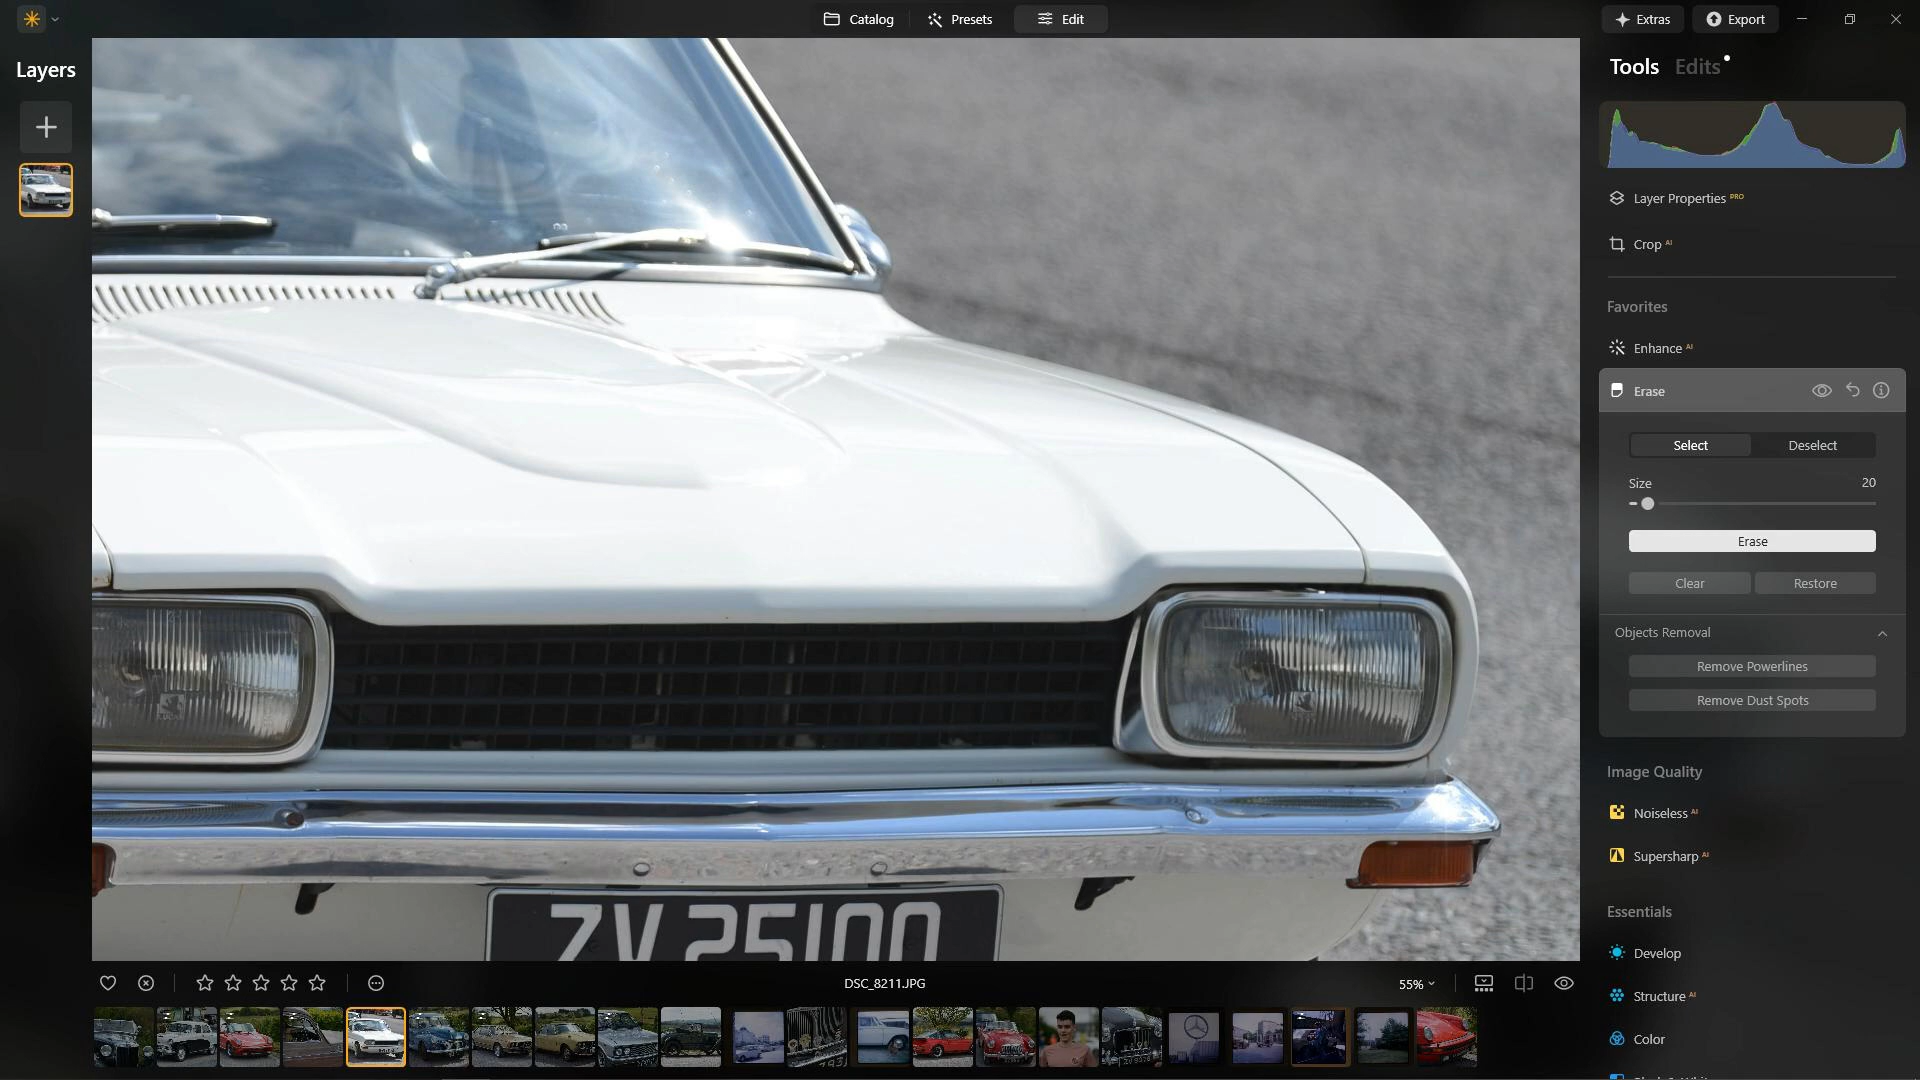 Catalog
Presets
Edit
Extras
Export
Layers
Tools Edits
Layer Properties PRO
Crop AI
Favorites
Enhance AI
Erase
Select Deselect
Size 20
Erase
Clear Restore
Objects Removal
Remove Powerlines
Remove Dust Spots
Image Quality
Noiseless AI
Supersharp AI
Essentials
Develop
Structure AI
Color
ZV 25100
DSC_8211.JPG
55%